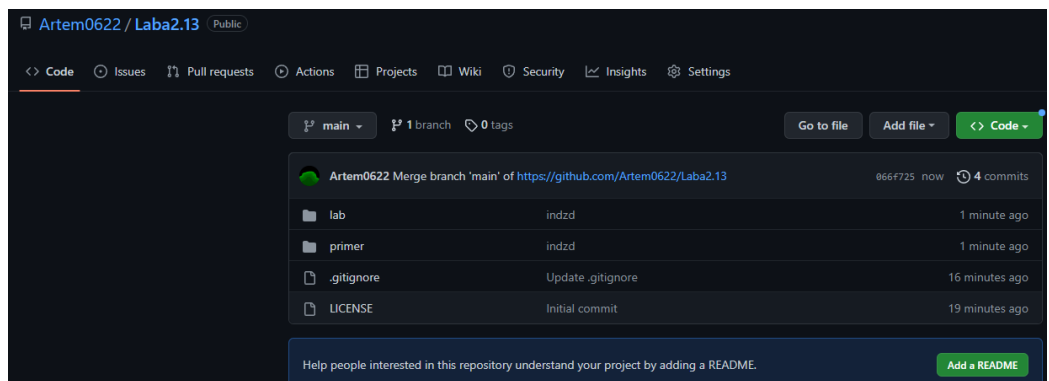 Artem0622 / Laba2.13 Public
<> Code Issues Pull requests Actions Projects Wiki Security Insights Settings
main 1 branch 0 tags Go to file Add file <> Code
Artem0622 Merge branch 'main' of https://github.com/Artem0622/Laba2.13 066f725 now 4 commits
lab indzd 1 minute ago
primer indzd 1 minute ago
.gitignore Update .gitignore 16 minutes ago
LICENSE Initial commit 19 minutes ago
Help people interested in this repository understand your project by adding a README. Add a README